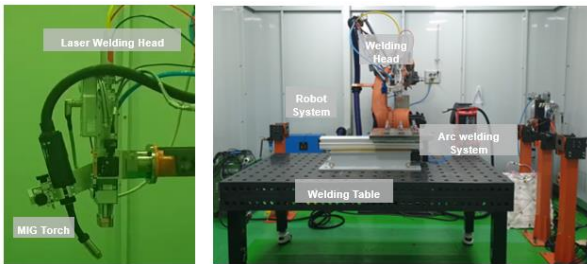 Laser Welding Head
MIG Torch
Welding
Head
Robot
System
Arc welding
System
Welding Table